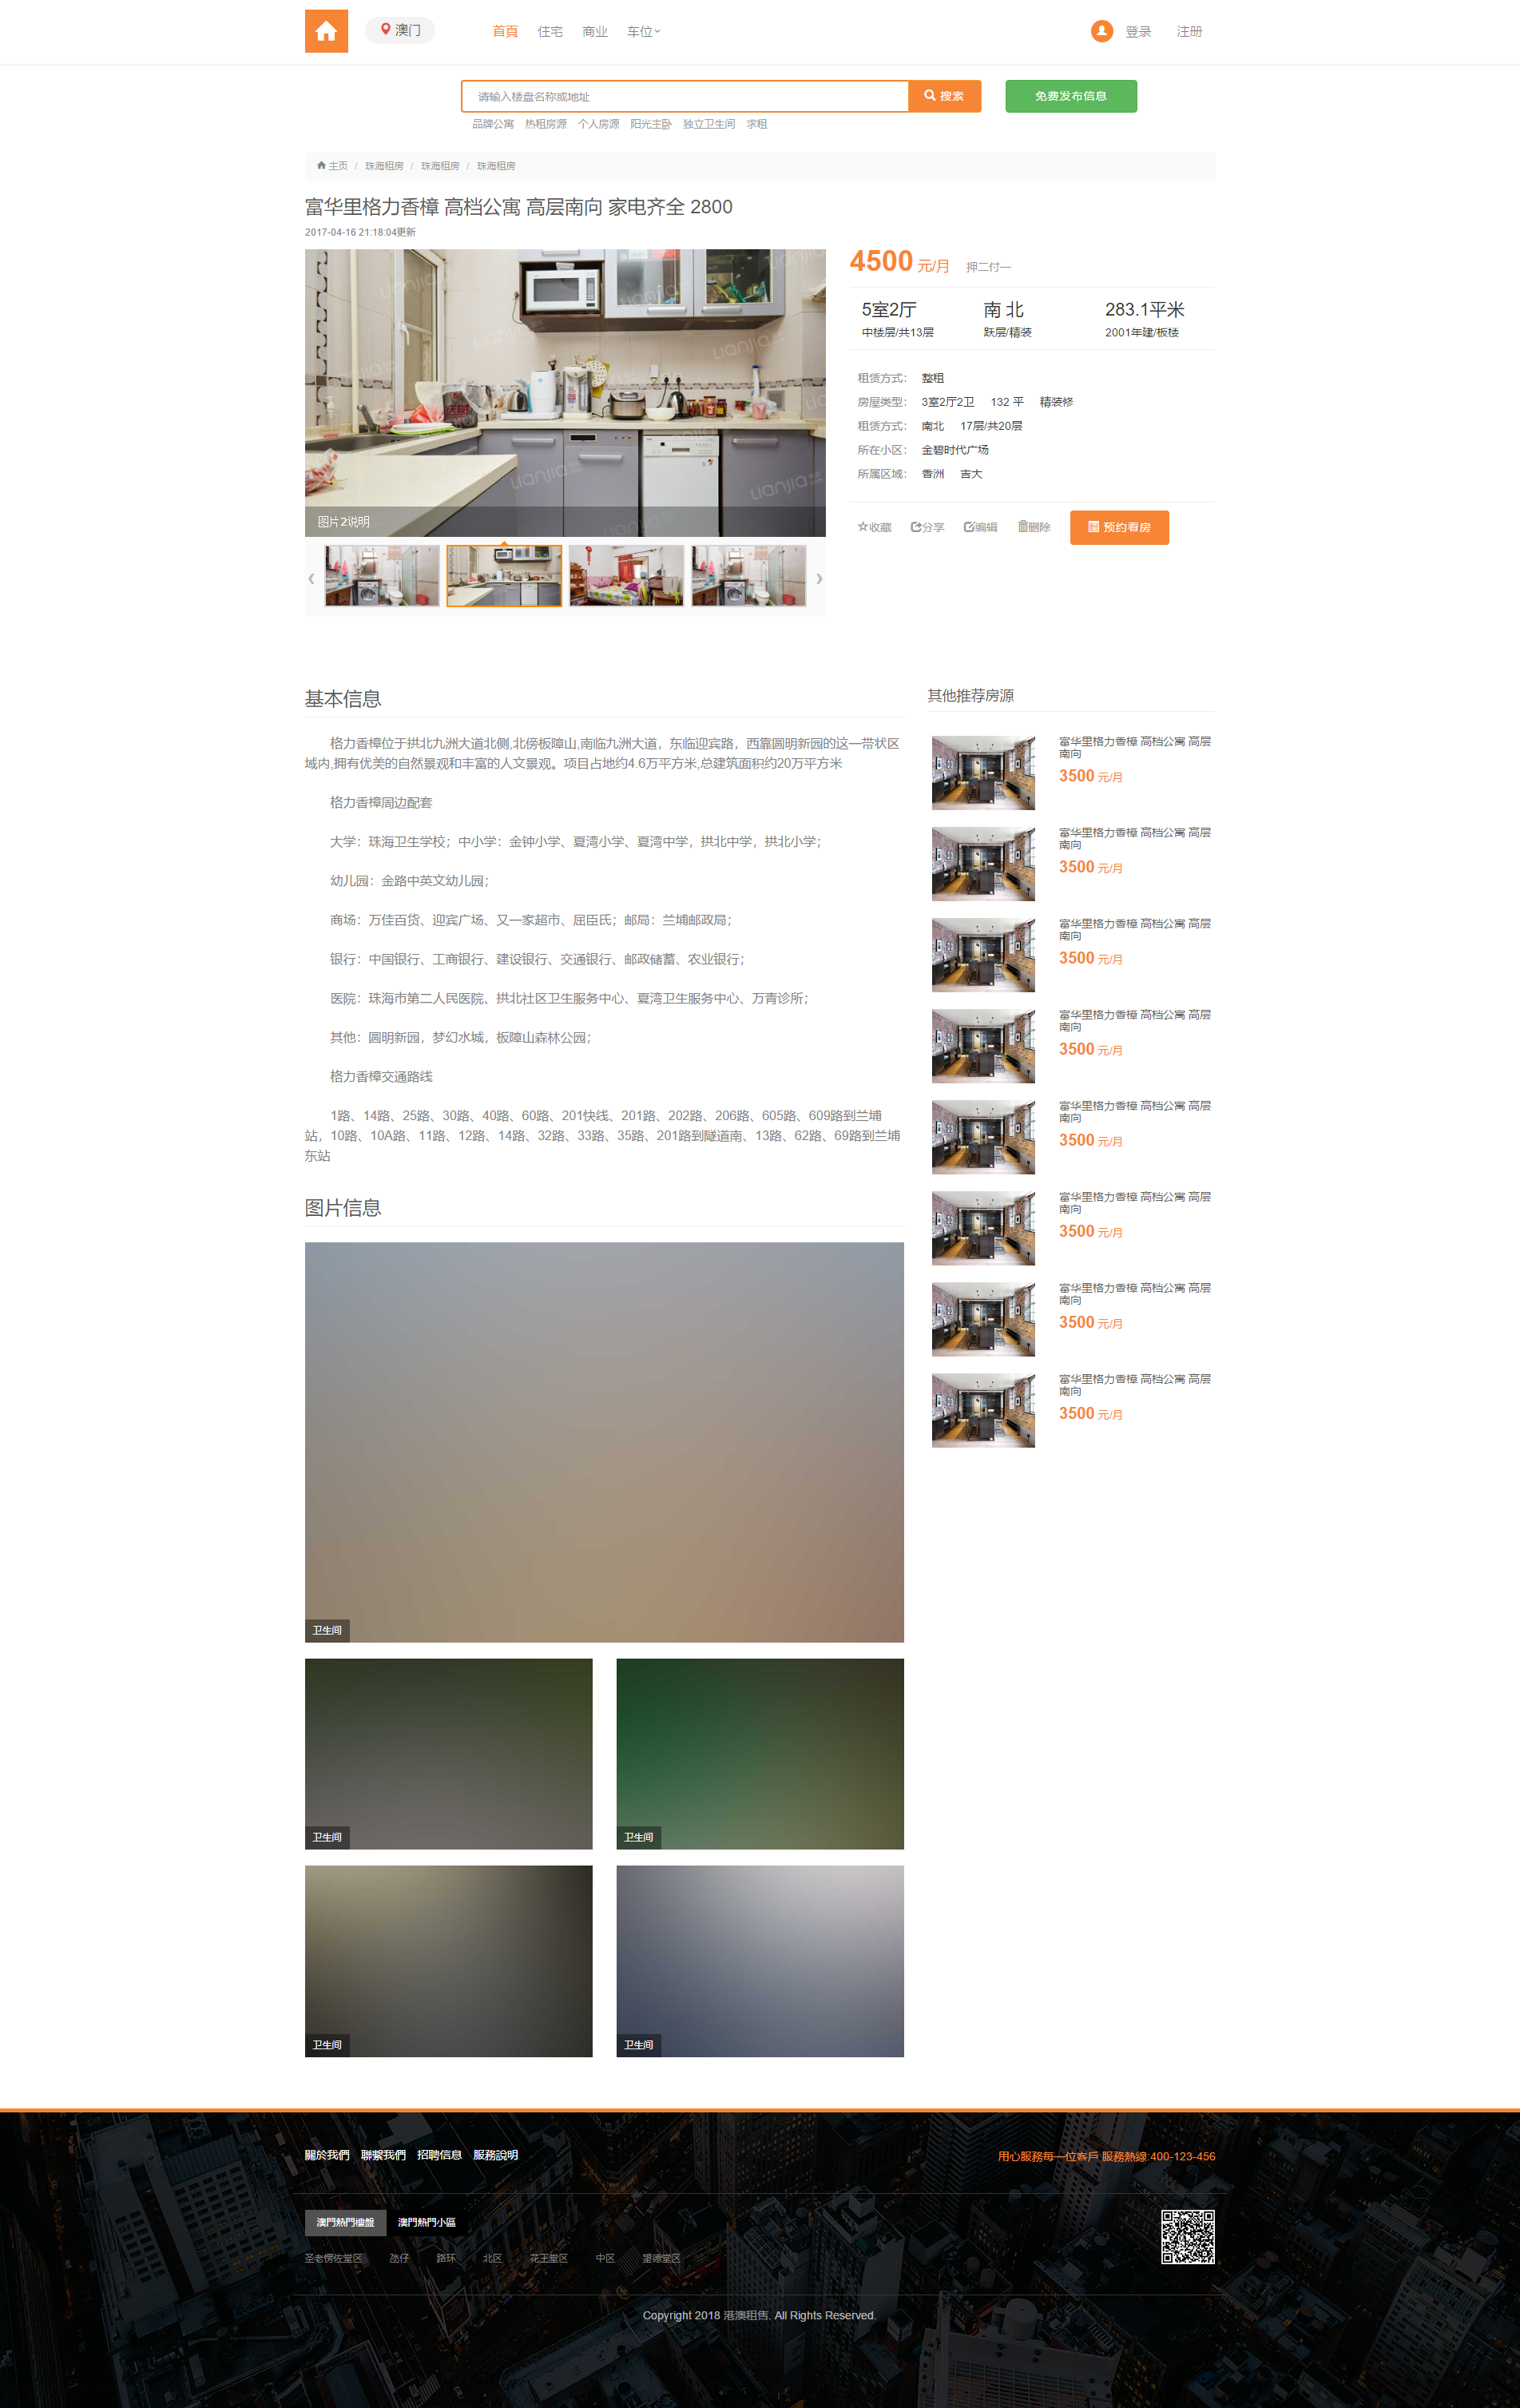 澳门
首頁 住宅 商业 车位
登录 注册
请输入楼盘名称或地址
搜索
免费发布信息
品牌公寓 热租房源 个人房源 阳光主卧 独立卫生间 求租
主页 / 珠海租房 / 珠海租房 / 珠海租房
富华里格力香樟 高档公寓 高层南向 家电齐全 2800
2017-04-16 21:18:04更新
lianjia
图片2说明
4500 元/月 押二付一
5室2厅 南 北 283.1平米
中楼层/共13层 跃层/精装 2001年建/板楼
租赁方式： 整租
房屋类型： 3室2厅2卫 132 平 精装修
租赁方式： 南北 17层/共20层
所在小区： 金碧时代广场
所属区域： 香洲 吉大
收藏 分享 编辑 删除 预约看房
基本信息
格力香樟位于拱北九洲大道北侧,北傍板障山,南临九洲大道，东临迎宾路，西靠圆明新园的这一带状区
域内,拥有优美的自然景观和丰富的人文景观。项目占地约4.6万平方米,总建筑面积约20万平方米
格力香樟周边配套
大学：珠海卫生学校；中小学：金钟小学、夏湾小学、夏湾中学，拱北中学，拱北小学；
幼儿园：金路中英文幼儿园；
商场：万佳百货、迎宾广场、又一家超市、屈臣氏；邮局：兰埔邮政局；
银行：中国银行、工商银行、建设银行、交通银行、邮政储蓄、农业银行；
医院：珠海市第二人民医院、拱北社区卫生服务中心、夏湾卫生服务中心、万青诊所；
其他：圆明新园，梦幻水城，板障山森林公园；
格力香樟交通路线
1路、14路、25路、30路、40路、60路、201快线、201路、202路、206路、605路、609路到兰埔
站，10路、10A路、11路、12路、14路、32路、33路、35路、201路到隧道南、13路、62路、69路到兰埔
东站
图片信息
卫生间
卫生间
卫生间
卫生间
卫生间
其他推荐房源
富华里格力香樟 高档公寓 高层
南向
3500 元/月
富华里格力香樟 高档公寓 高层
南向
3500 元/月
富华里格力香樟 高档公寓 高层
南向
3500 元/月
富华里格力香樟 高档公寓 高层
南向
3500 元/月
富华里格力香樟 高档公寓 高层
南向
3500 元/月
富华里格力香樟 高档公寓 高层
南向
3500 元/月
富华里格力香樟 高档公寓 高层
南向
3500 元/月
富华里格力香樟 高档公寓 高层
南向
3500 元/月
關於我們 聯繫我們 招聘信息 服務說明
用心服務每一位客戶 服務熱線:400-123-456
澳門熱門樓盤 澳門熱門小區
圣老愣佐堂区 氹仔 路环 北区 花王堂区 中区 望德堂区
Copyright 2018 港澳租售. All Rights Reserved.